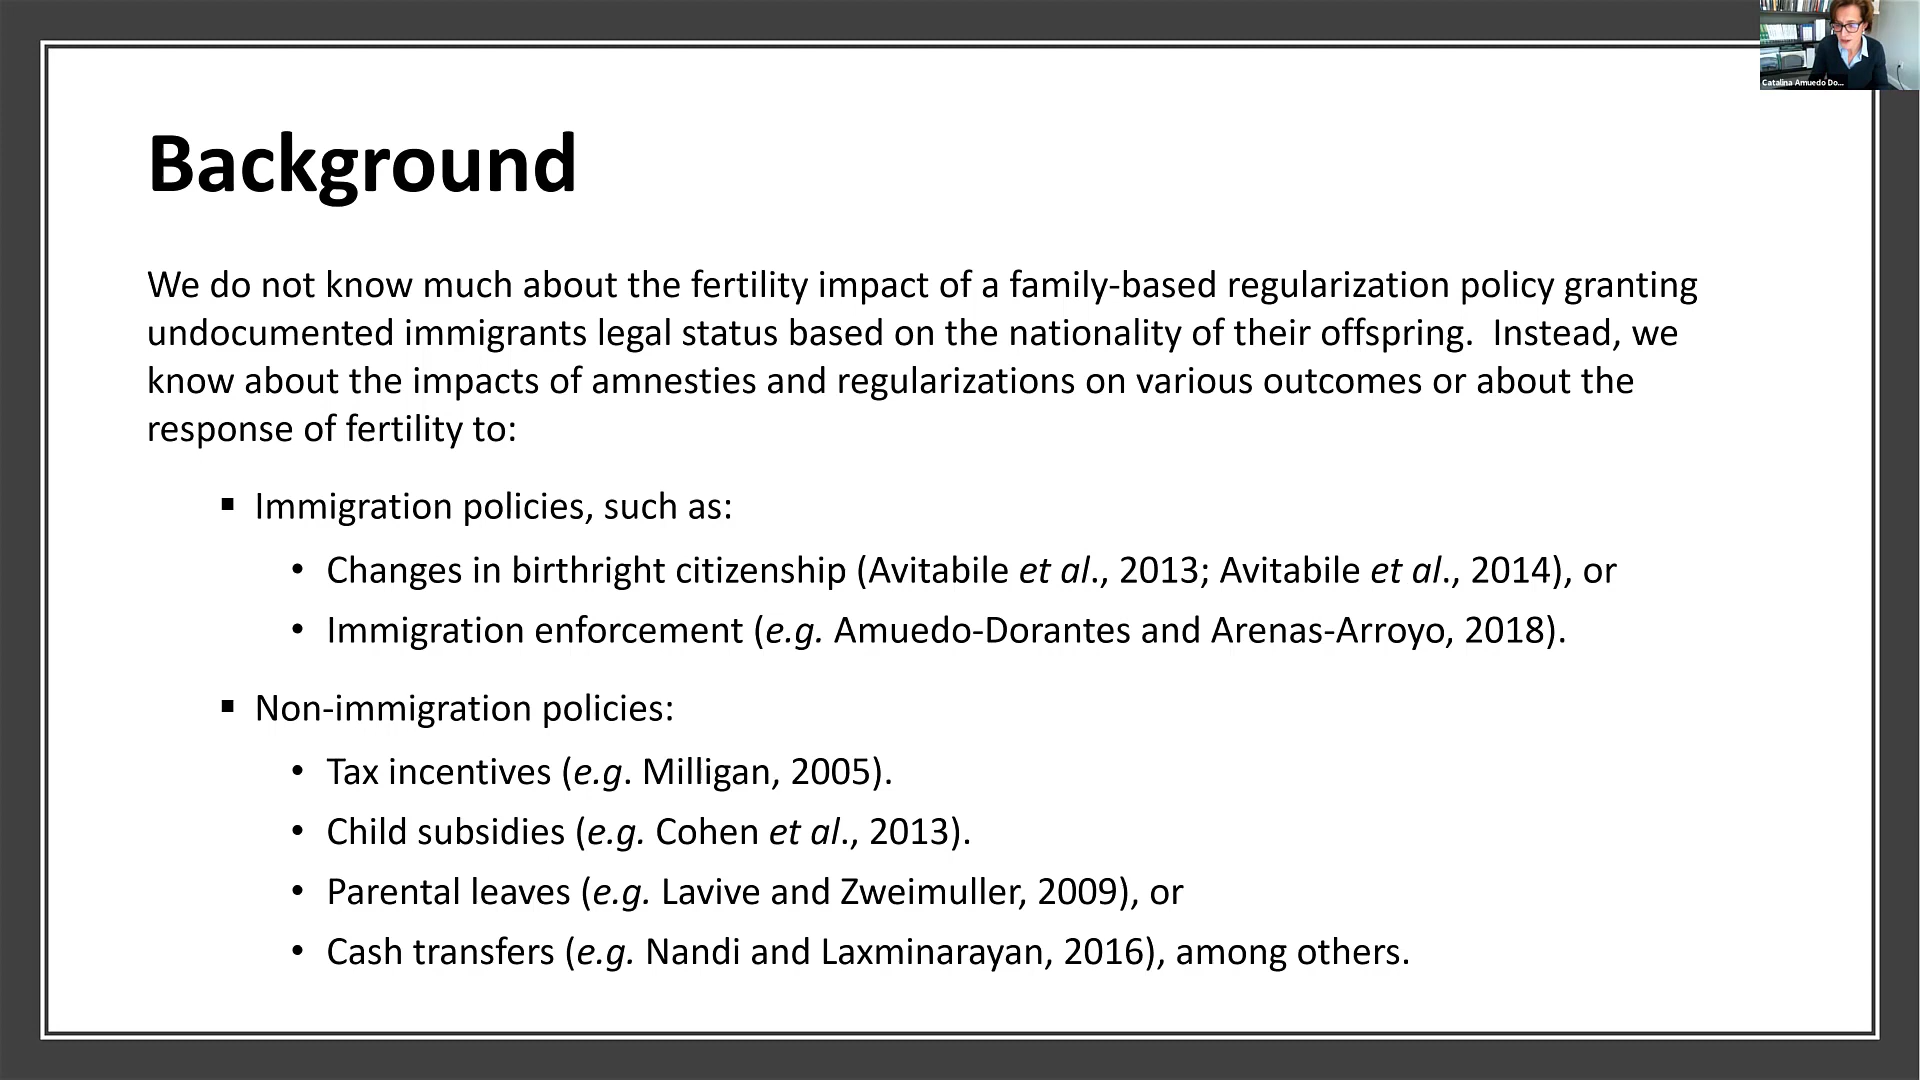 Catalina Amuedo Do...
Background
We do not know much about the fertility impact of a family-based regularization policy granting
undocumented immigrants legal status based on the nationality of their offspring.  Instead, we
know about the impacts of amnesties and regularizations on various outcomes or about the
response of fertility to:
▪ Immigration policies, such as:
• Changes in birthright citizenship (Avitabile et al., 2013; Avitabile et al., 2014), or
• Immigration enforcement (e.g. Amuedo-Dorantes and Arenas-Arroyo, 2018).
▪ Non-immigration policies:
• Tax incentives (e.g. Milligan, 2005).
• Child subsidies (e.g. Cohen et al., 2013).
• Parental leaves (e.g. Lavive and Zweimuller, 2009), or
• Cash transfers (e.g. Nandi and Laxminarayan, 2016), among others.